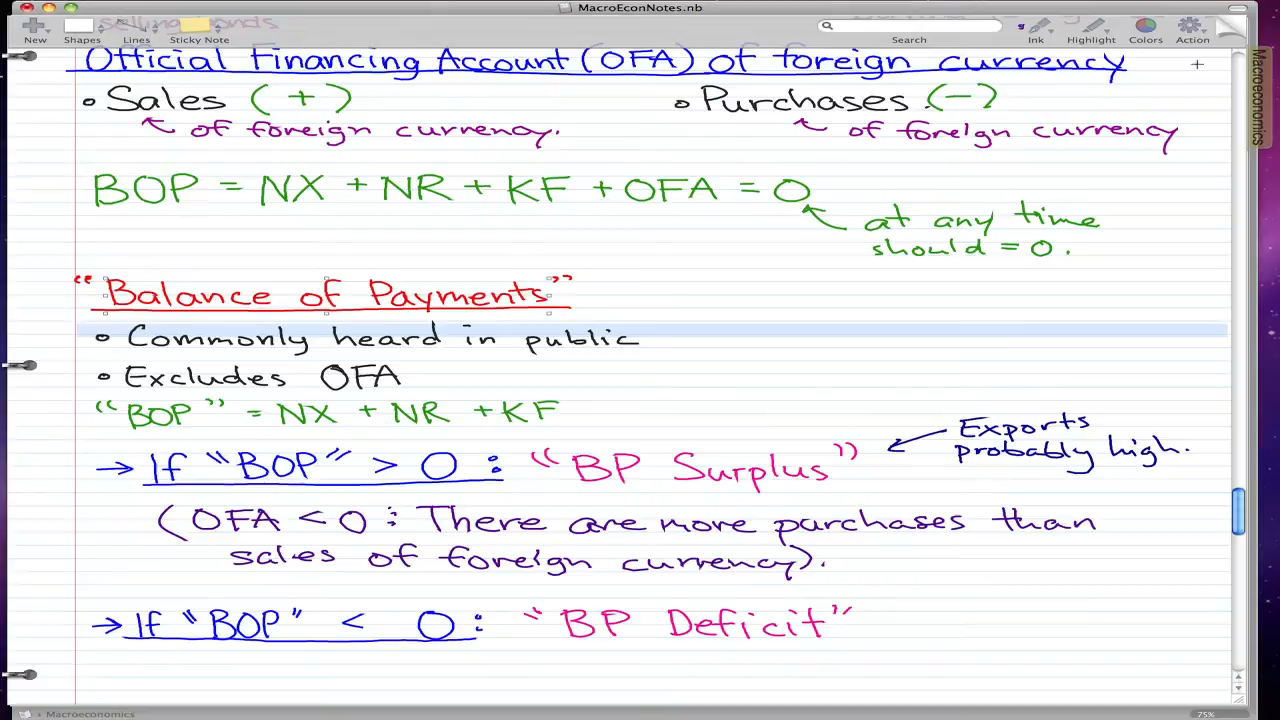 MacroEconNotes.nb
selling bonds
New Shapes Lines Sticky Note Search Ink Highlight Colors Action
Official Financing Account (OFA) of foreign currency
• Sales (+) • Purchases (-)
of foreign currency. of foreign currency
BOP = NX + NR + KF + OFA = 0
at any time
should = 0.
"Balance of Payments"
• Commonly heard in public
• Excludes OFA
"BOP" = NX + NR + KF
Exports
probably high.
→ If "BOP" > 0 : "BP Surplus"
(OFA < 0 : There are more purchases than
sales of foreign currency).
→ If "BOP" < 0 : "BP Deficit"
Macroeconomics
Macroeconomics
75%